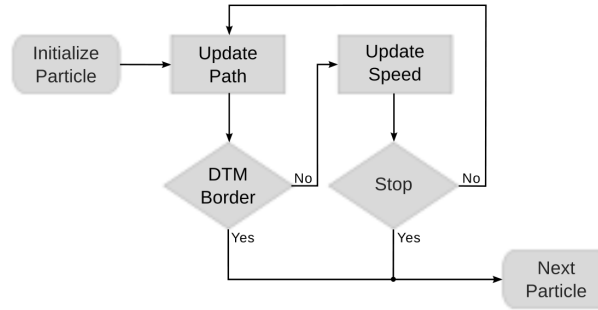 Initialize
Particle
Update
Path
Update
Speed
DTM
Border
No
Stop
No
Yes
Yes
Next
Particle